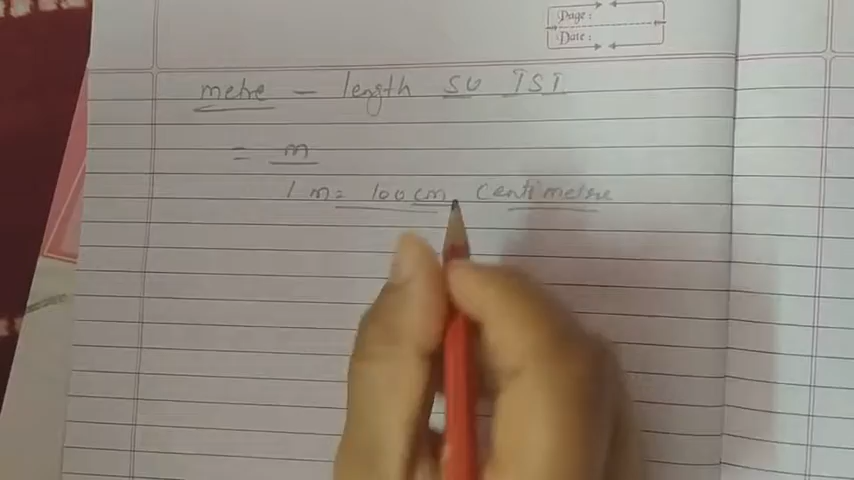 Page :
Date :
metre — length SU ISI
= m
1 m = 100 cm centimetre